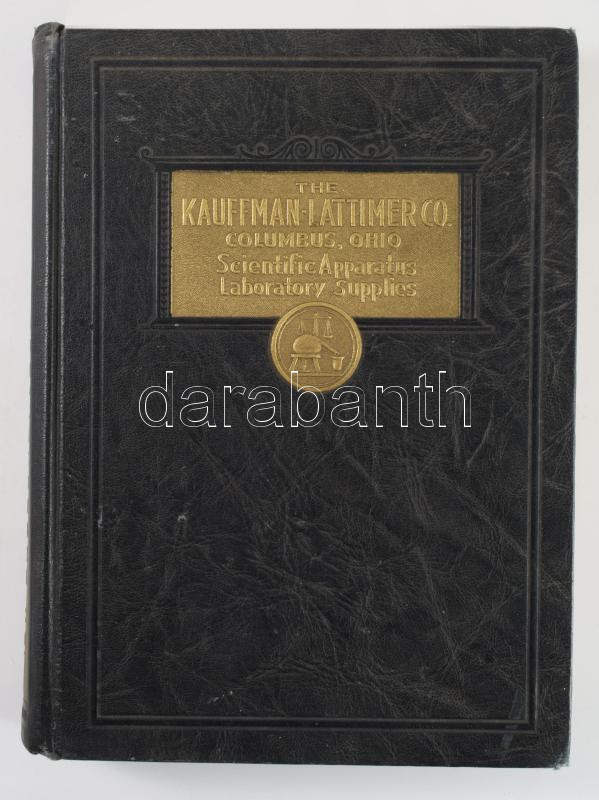 THE
KAUFFMAN-LATTIMER CO.
COLUMBUS, OHIO
Scientific Apparatus
Laboratory Supplies
darabanth